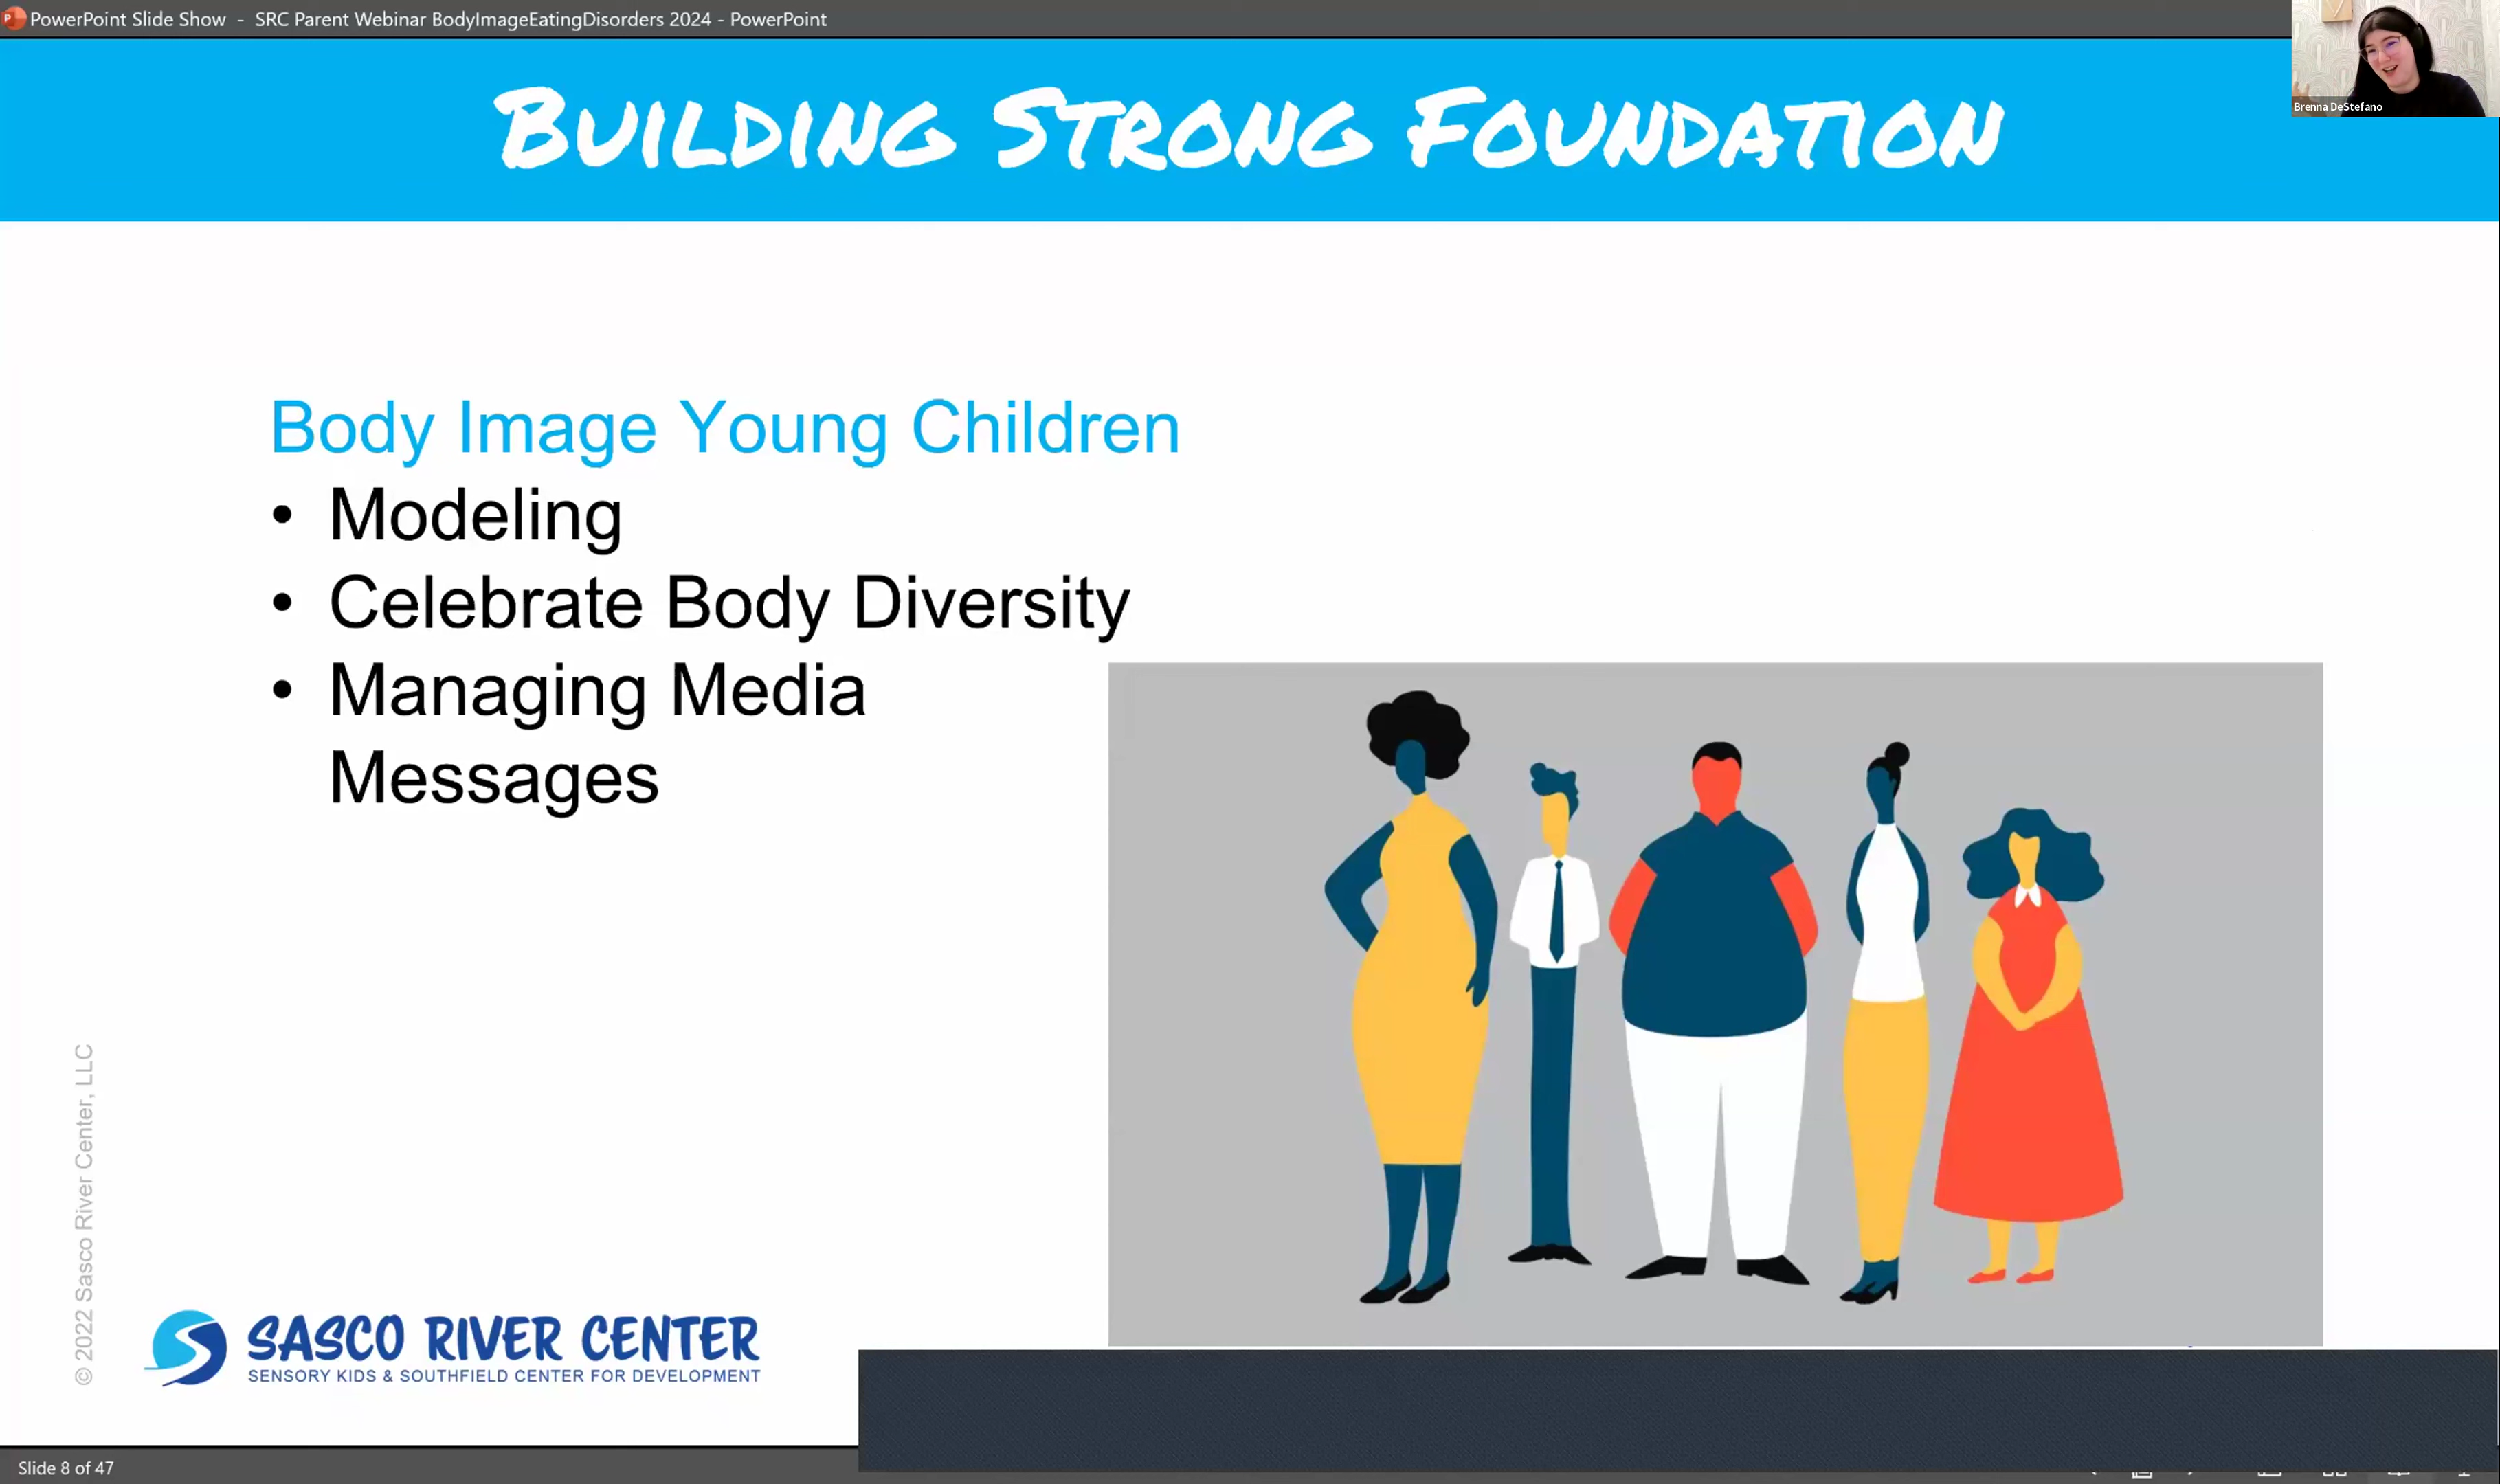 PowerPoint Slide Show - SRC Parent Webinar BodyImageEatingDisorders 2024 - PowerPoint
Brenna DeStefano
BUILDING STRONG FOUNDATION
Body Image Young Children
• Modeling
• Celebrate Body Diversity
• Managing Media
Messages
© 2022 Sasco River Center, LLC
SASCO RIVER CENTER
SENSORY KIDS & SOUTHFIELD CENTER FOR DEVELOPMENT
Slide 8 of 47